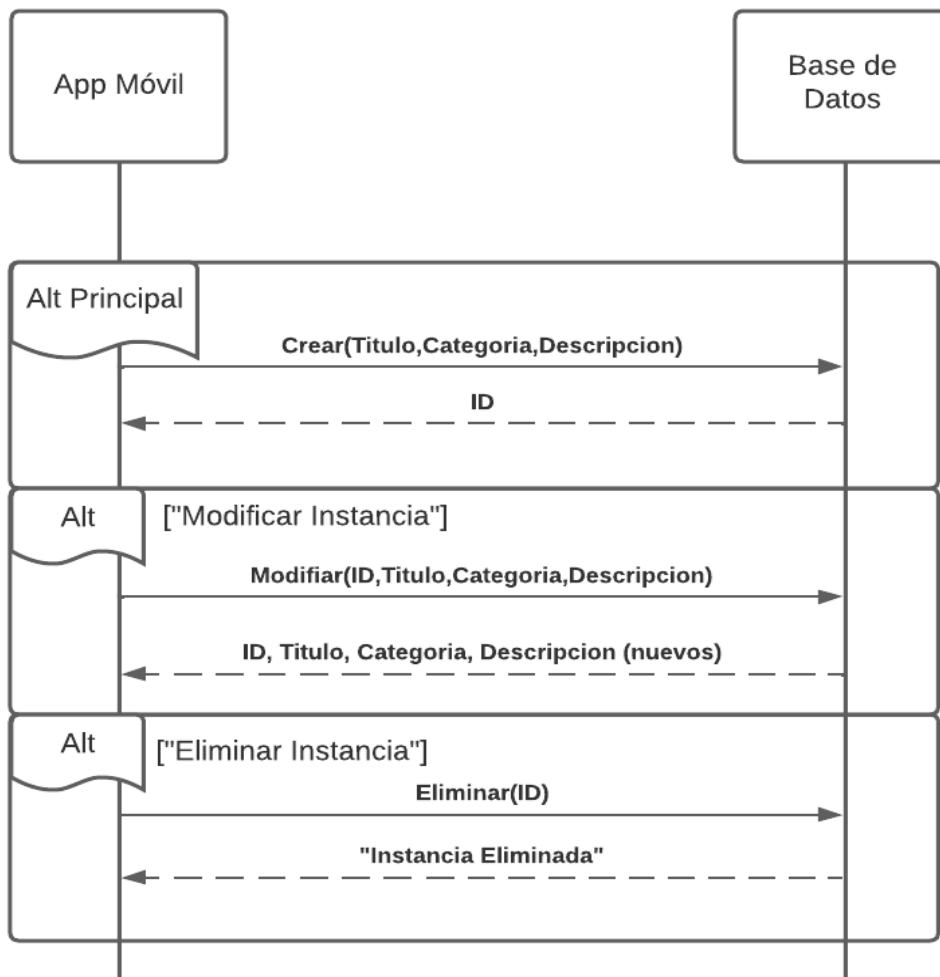 App Móvil
Base de
Datos
Alt Principal
Crear(Titulo,Categoria,Descripcion)
ID
Alt
["Modificar Instancia"]
Modifiar(ID,Titulo,Categoria,Descripcion)
ID, Titulo, Categoria, Descripcion (nuevos)
Alt
["Eliminar Instancia"]
Eliminar(ID)
"Instancia Eliminada"